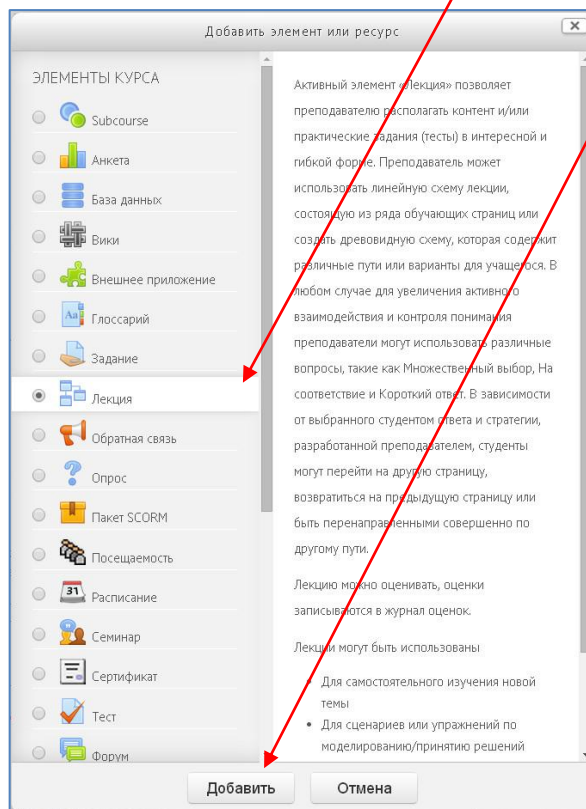 Добавить элемент или ресурс
ЭЛЕМЕНТЫ КУРСА
Subcourse
Анкета
База данных
Вики
Внешнее приложение
Глоссарий
Задание
Лекция
Обратная связь
Опрос
Пакет SCORM
Посещаемость
Расписание
Семинар
Сертификат
Тест
Форум
Активный элемент «Лекция» позволяет
преподавателю располагать контент и/или
практические задания (тесты) в интересной и
гибкой форме. Преподаватель может
использовать линейную схему лекции,
состоящую из ряда обучающих страниц или
создать древовидную схему, которая содержит
различные пути или варианты для учащегося. В
любом случае для увеличения активного
взаимодействия и контроля понимания
преподаватели могут использовать различные
вопросы, такие как Множественный выбор, На
соответствие и Короткий ответ. В зависимости
от выбранного студентом ответа и стратегии,
разработанной преподавателем, студенты
могут перейти на другую страницу,
возвратиться на предыдущую страницу или
быть перенаправленными совершенно по
другому пути.
Лекцию можно оценивать, оценки
записываются в журнал оценок.
Лекции могут быть использованы
Для самостоятельного изучения новой
темы
Для сценариев или упражнений по
моделированию/принятию решений
Добавить
Отмена